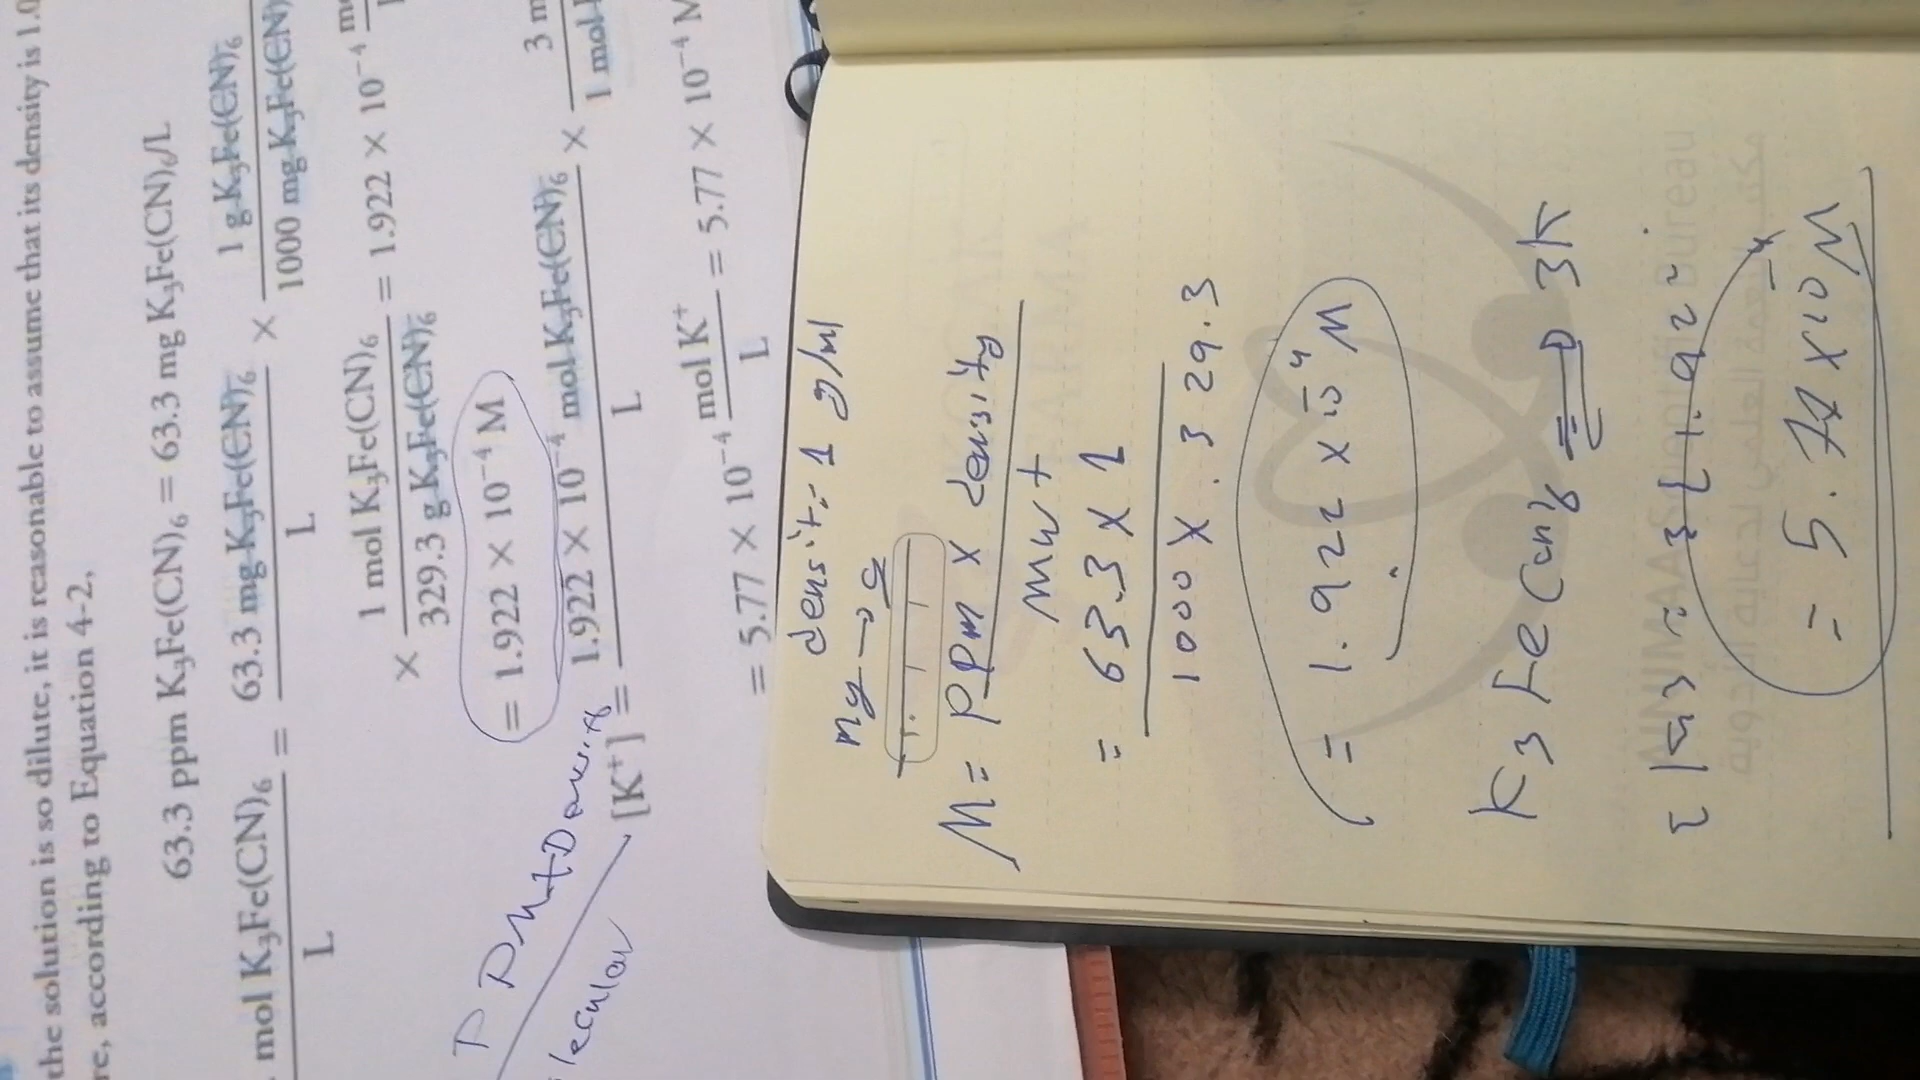 the solution is so dilute, it is reasonable to assume that its density is 1.0
re, according to Equation 4-2,
63.3 ppm K₃Fe(CN)₆ = 63.3 mg K₃Fe(CN)₆/L
mol K₃Fe(CN)₆ / L = 63.3 mg K₃Fe(CN)₆ / L × 1 g K₃Fe(CN)₆ / 1000 mg K₃Fe(CN)
× 1 mol K₃Fe(CN)₆ / 329.3 g K₃Fe(CN)₆ = 1.922 × 10⁻⁴
= 1.922 × 10⁻⁴ M
[K⁺] = 1.922 × 10⁻⁴ mol K₃Fe(CN)₆ / L × 3 m / 1 mol
= 5.77 × 10⁻⁴ mol K⁺ / L = 5.77 × 10⁻⁴ M
lecular
density 1 g/ml
mg → g
M = PPm × density / Mwt
= 63.3 × 1 / 1000 × 329.3
= 1.922 × 10⁻⁴ M
K₃Fe(CN)₆ 3K
= 5.77 × 10⁻⁴ M
Bureau